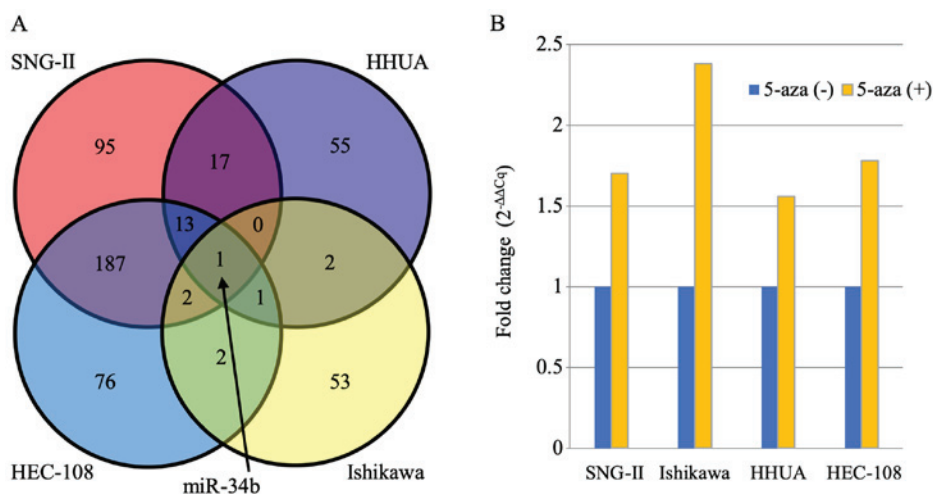 A
SNG-II
HHUA
95
17
55
13
0
187
1
2
2
1
76
2
53
HEC-108
Ishikawa
miR-34b
B
2.5
2
1.5
1
0.5
0
Fold change (2^-ΔΔCq)
5-aza (-) 5-aza (+)
SNG-II Ishikawa HHUA HEC-108